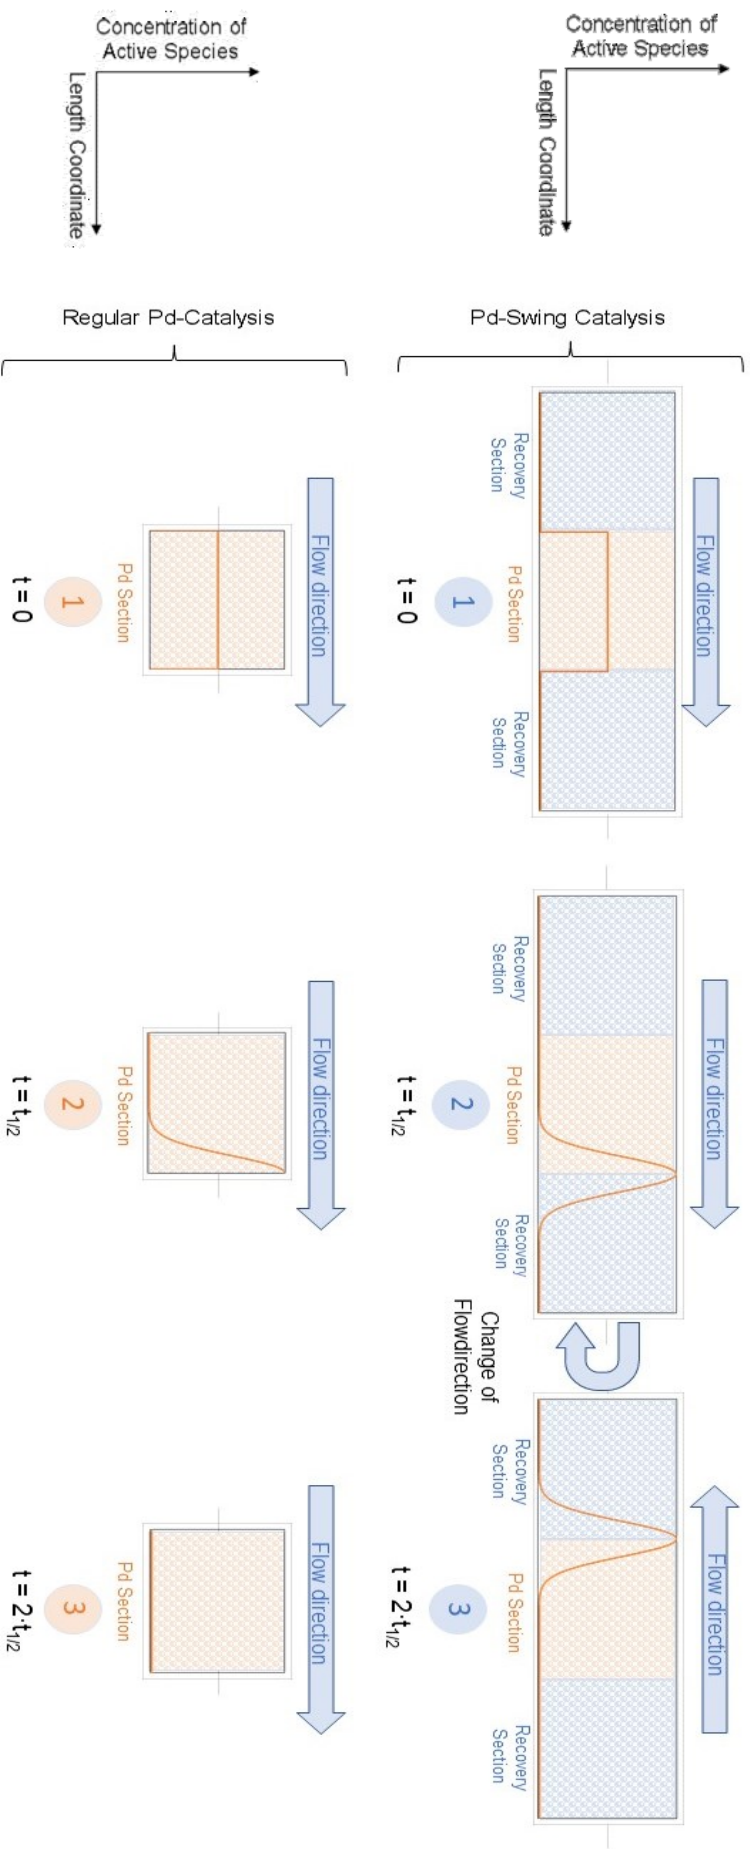 Concentration of
Active Species
Length Coordinate
Pd-Swing Catalysis
Flow direction
Recovery
Section
Pd Section
Recovery
Section
1
t = 0
Flow direction
Recovery
Section
Pd Section
Recovery
Section
2
t = t1/2
Change of
Flowdirection
Flow direction
Recovery
Section
Pd Section
Recovery
Section
3
t = 2·t1/2
Concentration of
Active Species
Length Coordinate
Regular Pd-Catalysis
Flow direction
Pd Section
1
t = 0
Flow direction
Pd Section
2
t = t1/2
Flow direction
Pd Section
3
t = 2·t1/2